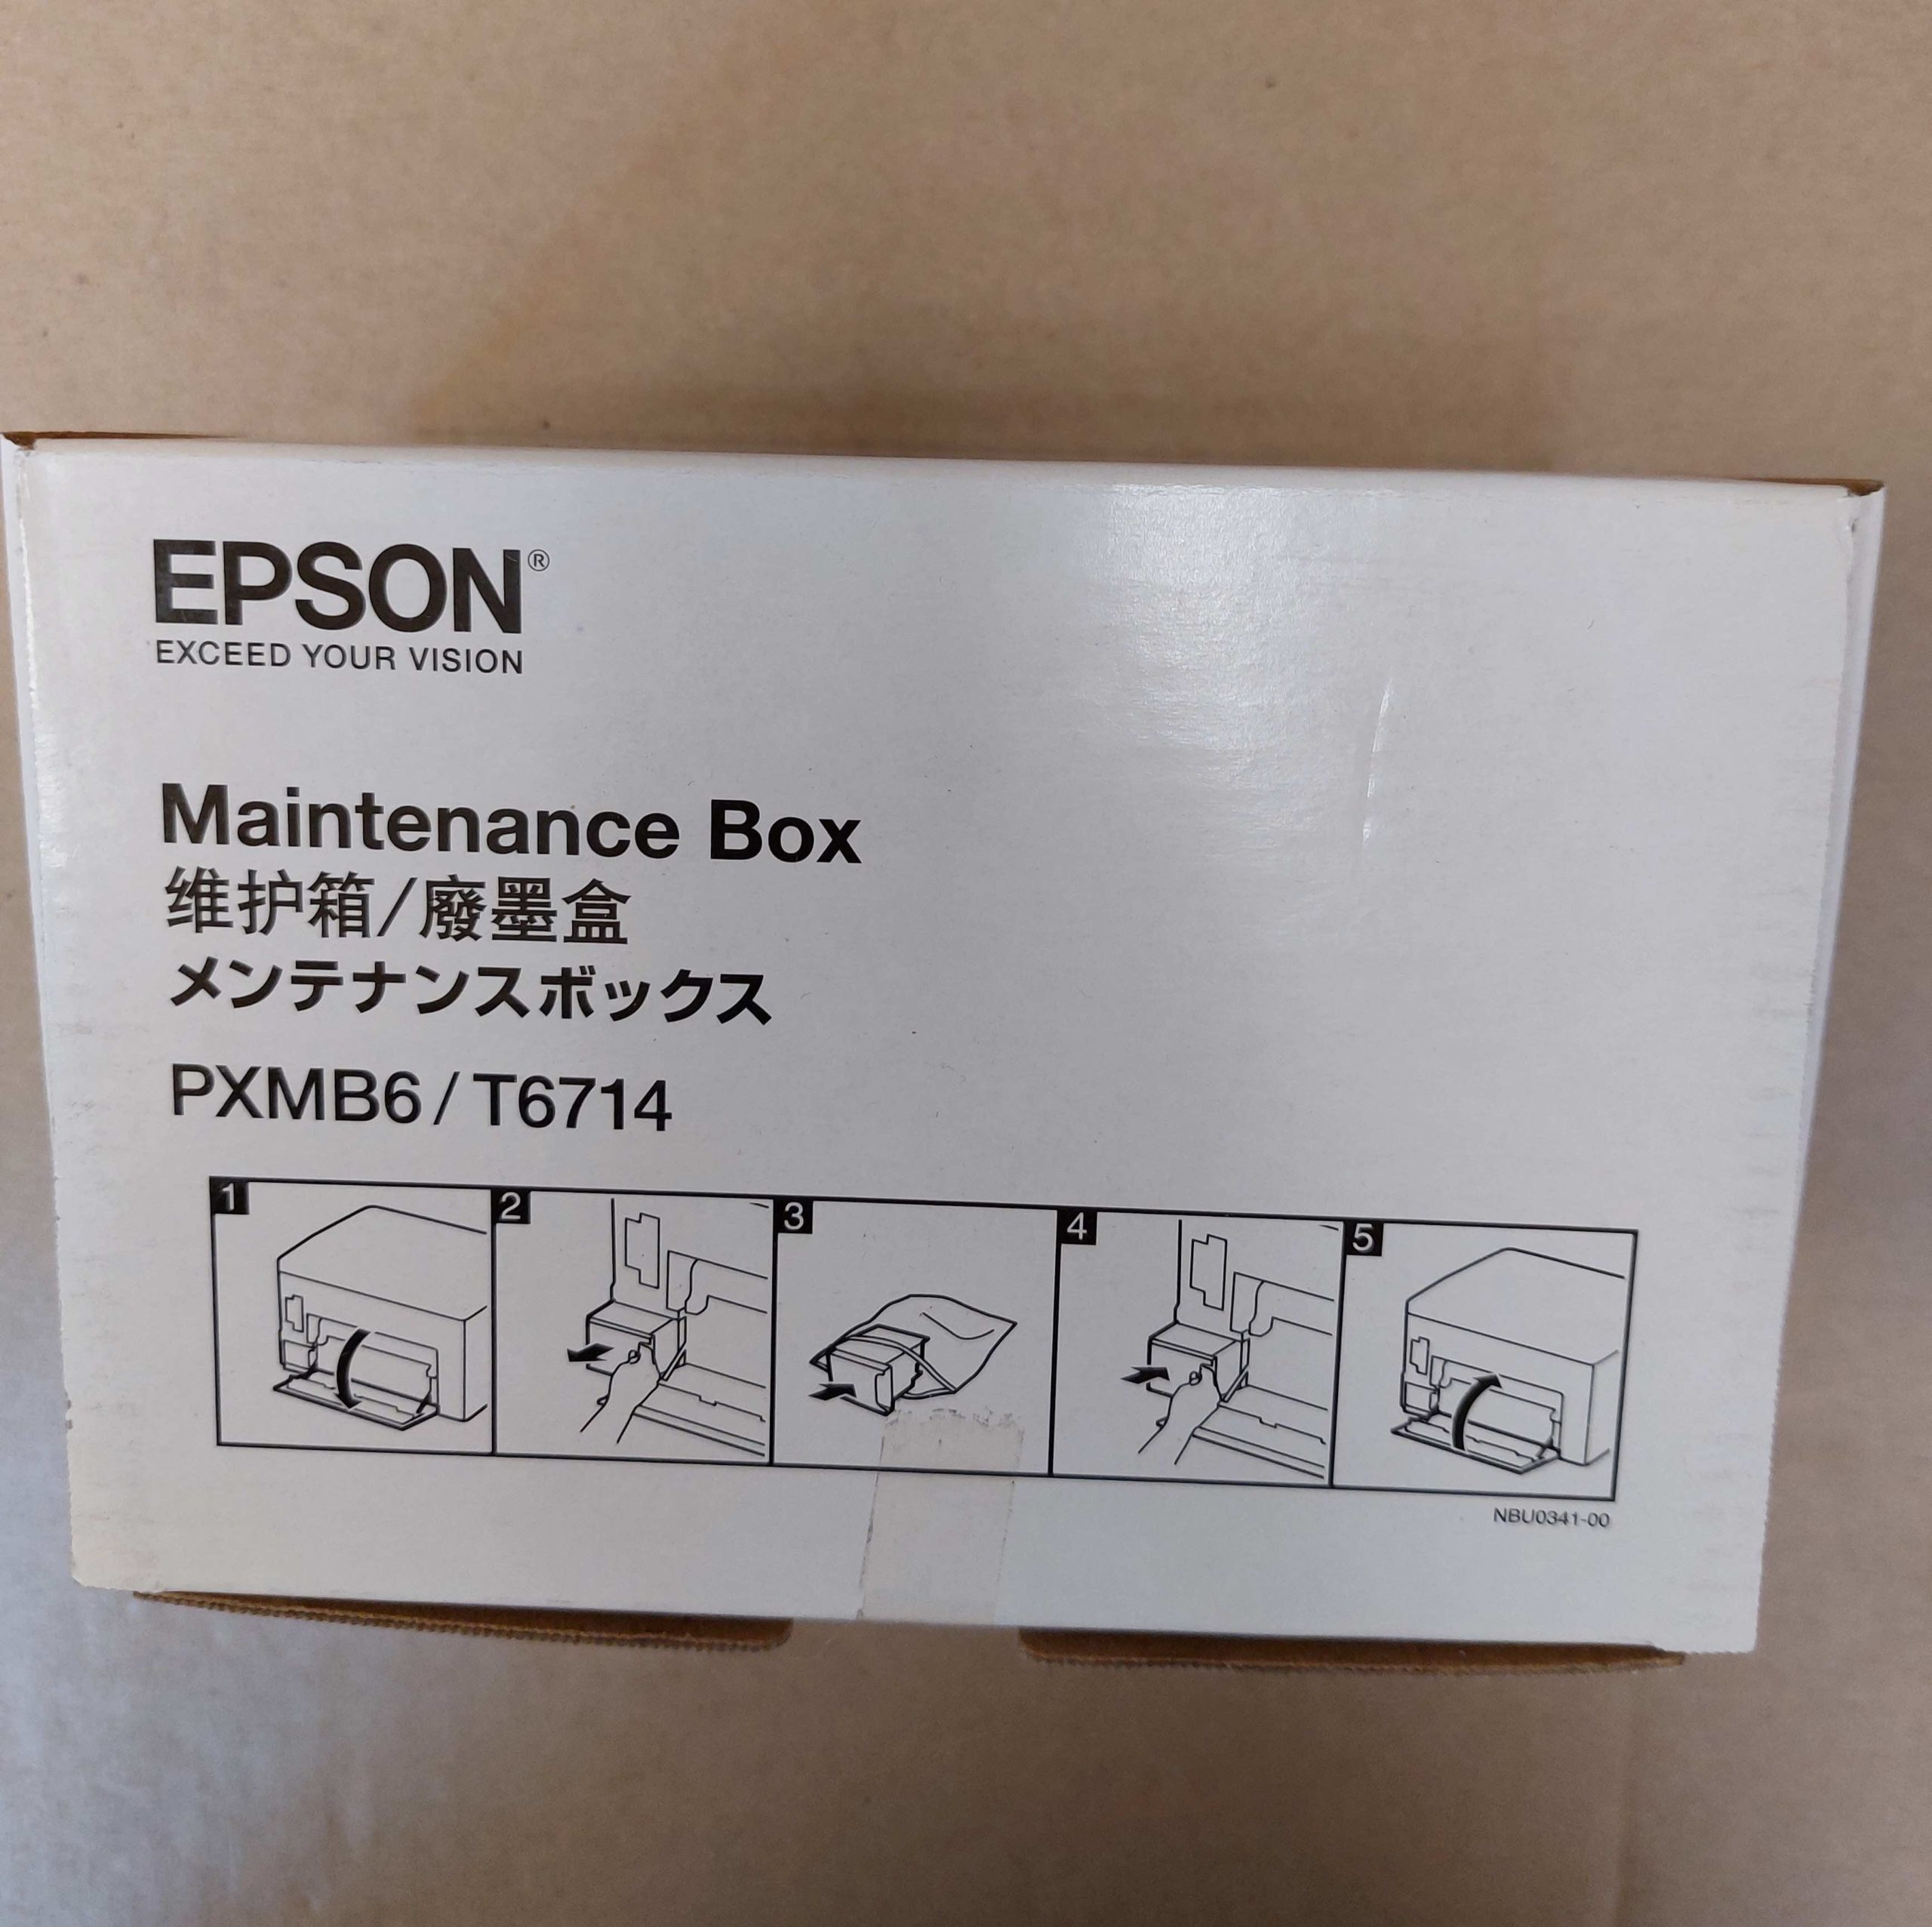 EPSON®
EXCEED YOUR VISION
Maintenance Box
维护箱/廢墨盒
メンテナンスボックス
PXMB6 / T6714
1 2 3 4 5
NBU0341-00